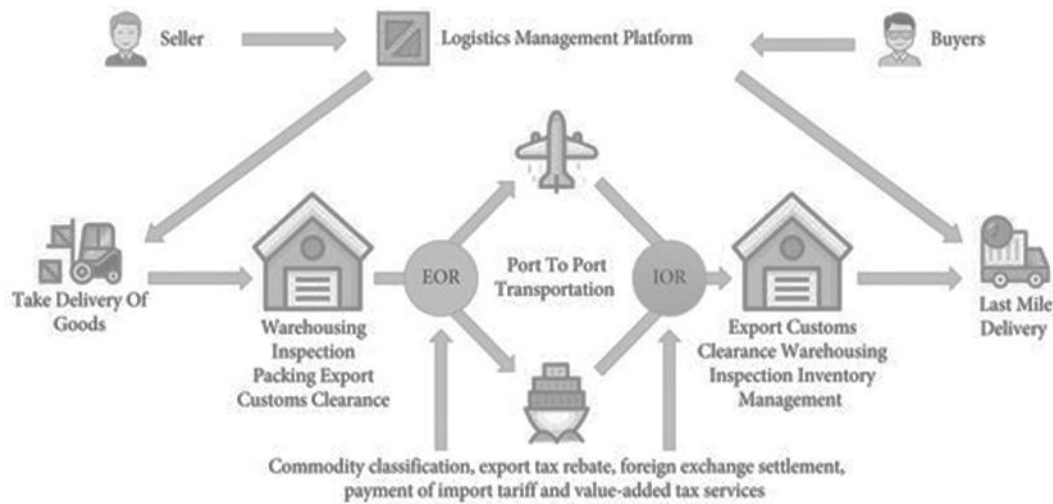 Seller
Logistics Management Platform
Buyers
Take Delivery Of
Goods
Warehousing
Inspection
Packing Export
Customs Clearance
EOR
Port To Port
Transportation
IOR
Export Customs
Clearance Warehousing
Inspection Inventory
Management
Last Mile
Delivery
Commodity classification, export tax rebate, foreign exchange settlement,
payment of import tariff and value-added tax services